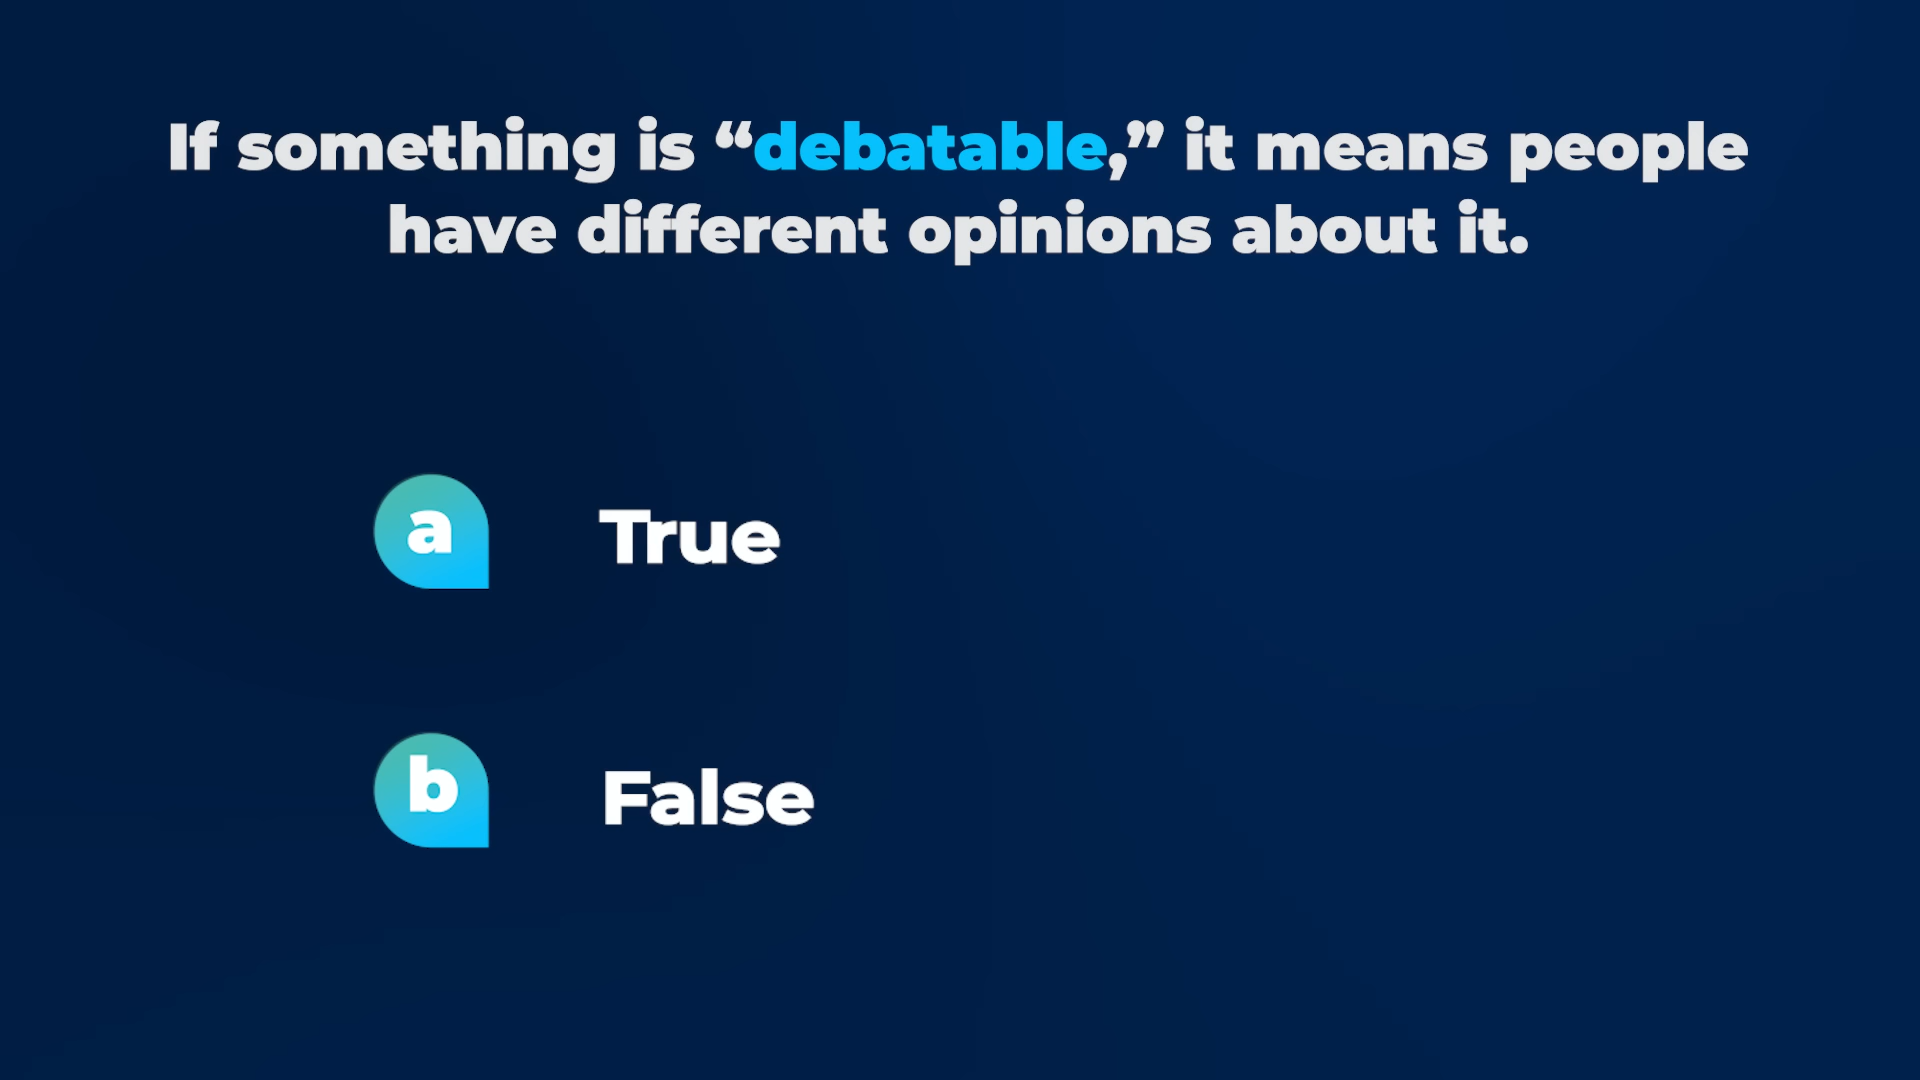 If something is “debatable,” it means people
have different opinions about it.
a True
b False